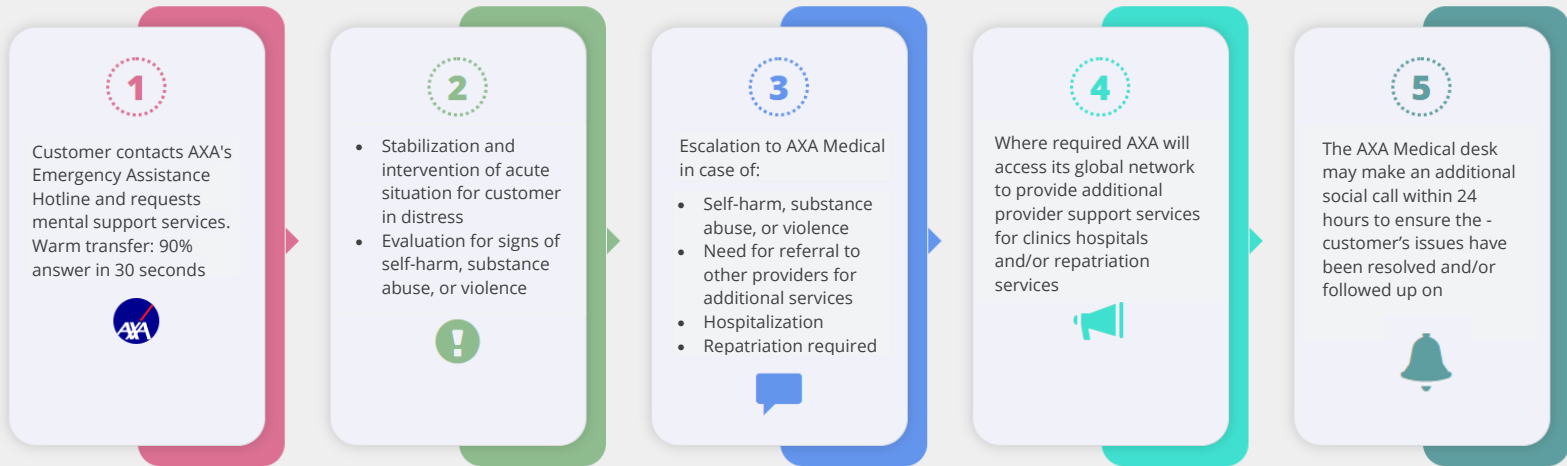 1
Customer contacts AXA's
Emergency Assistance
Hotline and requests
mental support services.
Warm transfer: 90%
answer in 30 seconds
AXA
2
• Stabilization and
intervention of acute
situation for customer
in distress
• Evaluation for signs of
self-harm, substance
abuse, or violence
3
Escalation to AXA Medical
in case of:
• Self-harm, substance
abuse, or violence
• Need for referral to
other providers for
additional services
• Hospitalization
• Repatriation required
4
Where required AXA will
access its global network
to provide additional
provider support services
for clinics hospitals
and/or repatriation
services
5
The AXA Medical desk
may make an additional
social call within 24
hours to ensure the -
customer’s issues have
been resolved and/or
followed up on